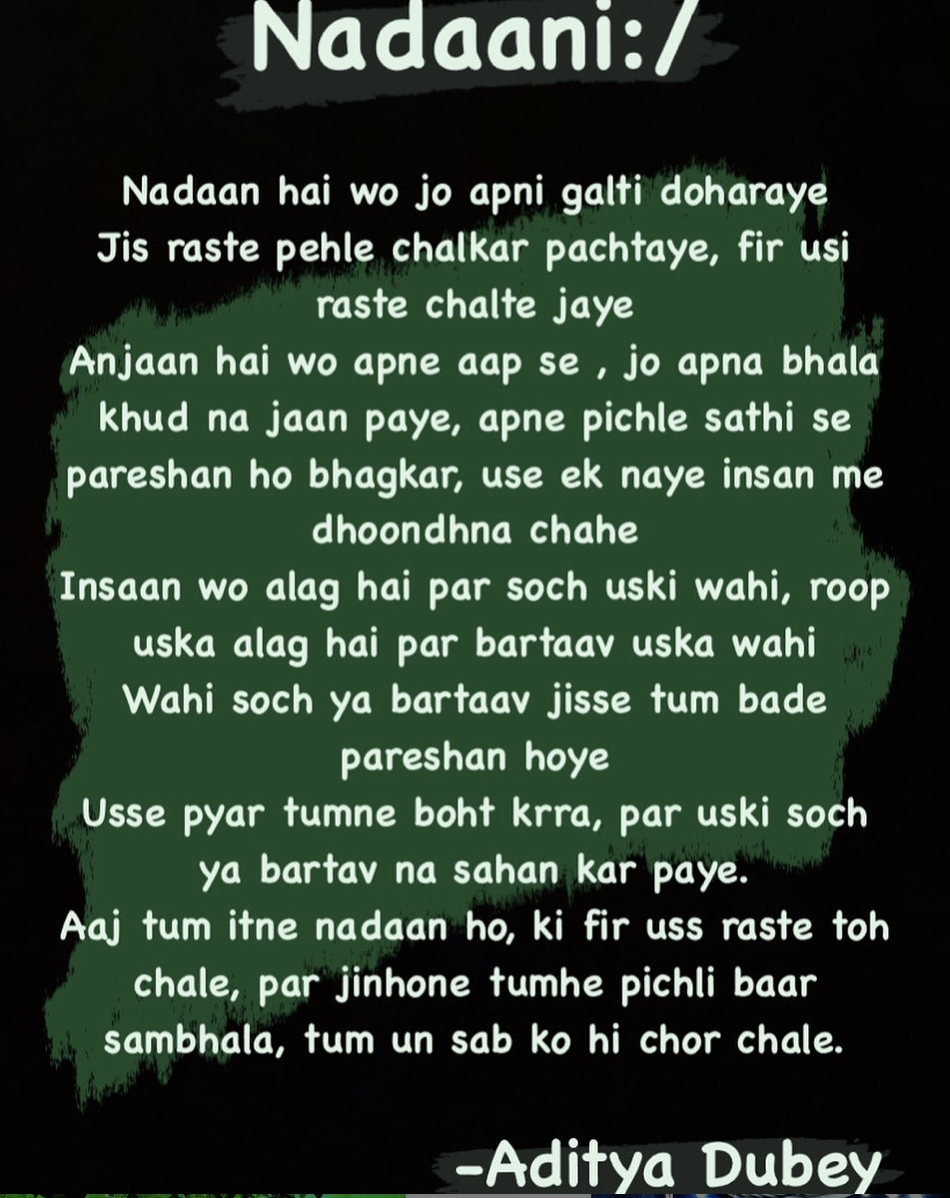 Nadaani:/
Nadaan hai wo jo apni galti doharaye
Jis raste pehle chalkar pachtaye, fir usi
raste chalte jaye
Anjaan hai wo apne aap se , jo apna bhala
khud na jaan paye, apne pichle sathi se
pareshan ho bhagkar, use ek naye insan me
dhoondhna chahe
Insaan wo alag hai par soch uski wahi, roop
uska alag hai par bartaav uska wahi
Wahi soch ya bartaav jisse tum bade
pareshan hoye
Usse pyar tumne boht krra, par uski soch
ya bartav na sahan kar paye.
Aaj tum itne nadaan ho, ki fir uss raste toh
chale, par jinhone tumhe pichli baar
sambhala, tum un sab ko hi chor chale.
-Aditya Dubey